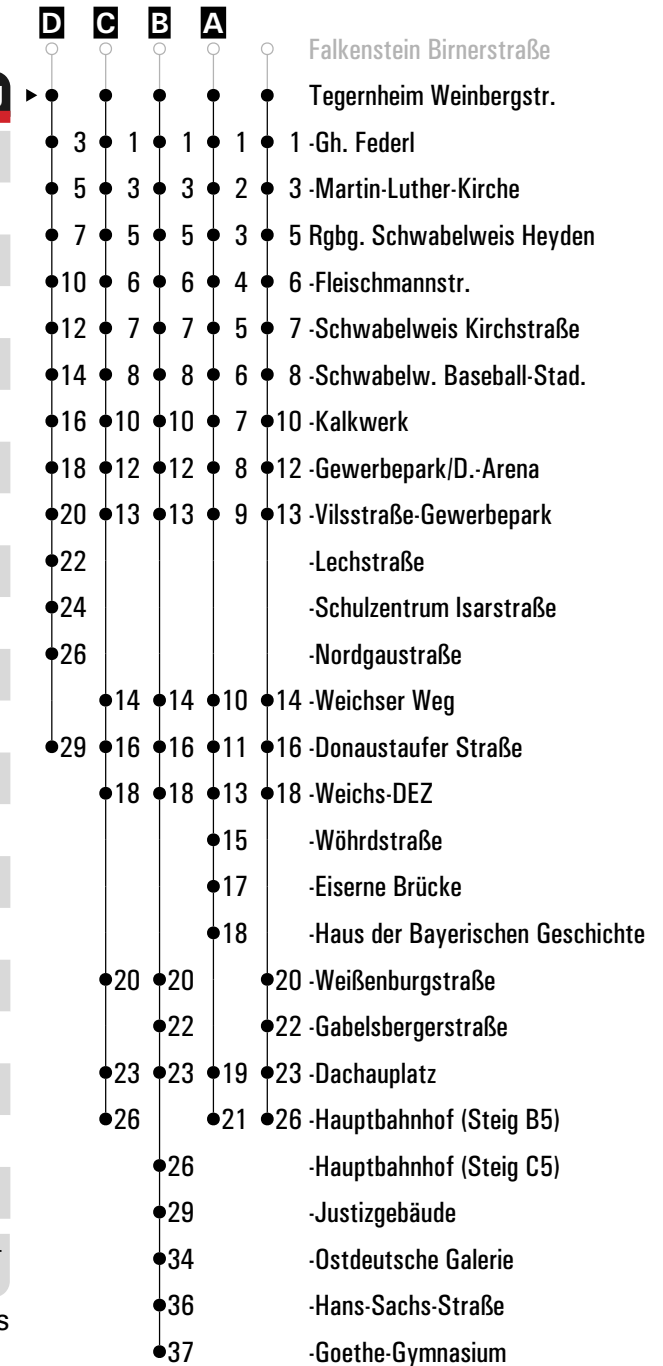 D C B A
Falkenstein Birnerstraße
Tegernheim Weinbergstr.
3 1 1 1 1 -Gh. Federl
5 3 3 2 3 -Martin-Luther-Kirche
7 5 5 3 5 Rgbg. Schwabelweis Heyden
10 6 6 4 6 -Fleischmannstr.
12 7 7 5 7 -Schwabelweis Kirchstraße
14 8 8 6 8 -Schwabelw. Baseball-Stad.
16 10 10 7 10 -Kalkwerk
18 12 12 8 12 -Gewerbepark/D.-Arena
20 13 13 9 13 -Vilsstraße-Gewerbepark
22 -Lechstraße
24 -Schulzentrum Isarstraße
26 -Nordgaustraße
14 14 10 14 -Weichser Weg
29 16 16 11 16 -Donaustaufer Straße
18 18 13 18 -Weichs-DEZ
15 -Wöhrdstraße
17 -Eiserne Brücke
18 -Haus der Bayerischen Geschichte
20 20 20 -Weißenburgstraße
22 22 -Gabelsbergerstraße
23 23 19 23 -Dachauplatz
26 21 26 -Hauptbahnhof (Steig B5)
26 -Hauptbahnhof (Steig C5)
29 -Justizgebäude
34 -Ostdeutsche Galerie
36 -Hans-Sachs-Straße
s
37 -Goethe-Gymnasium